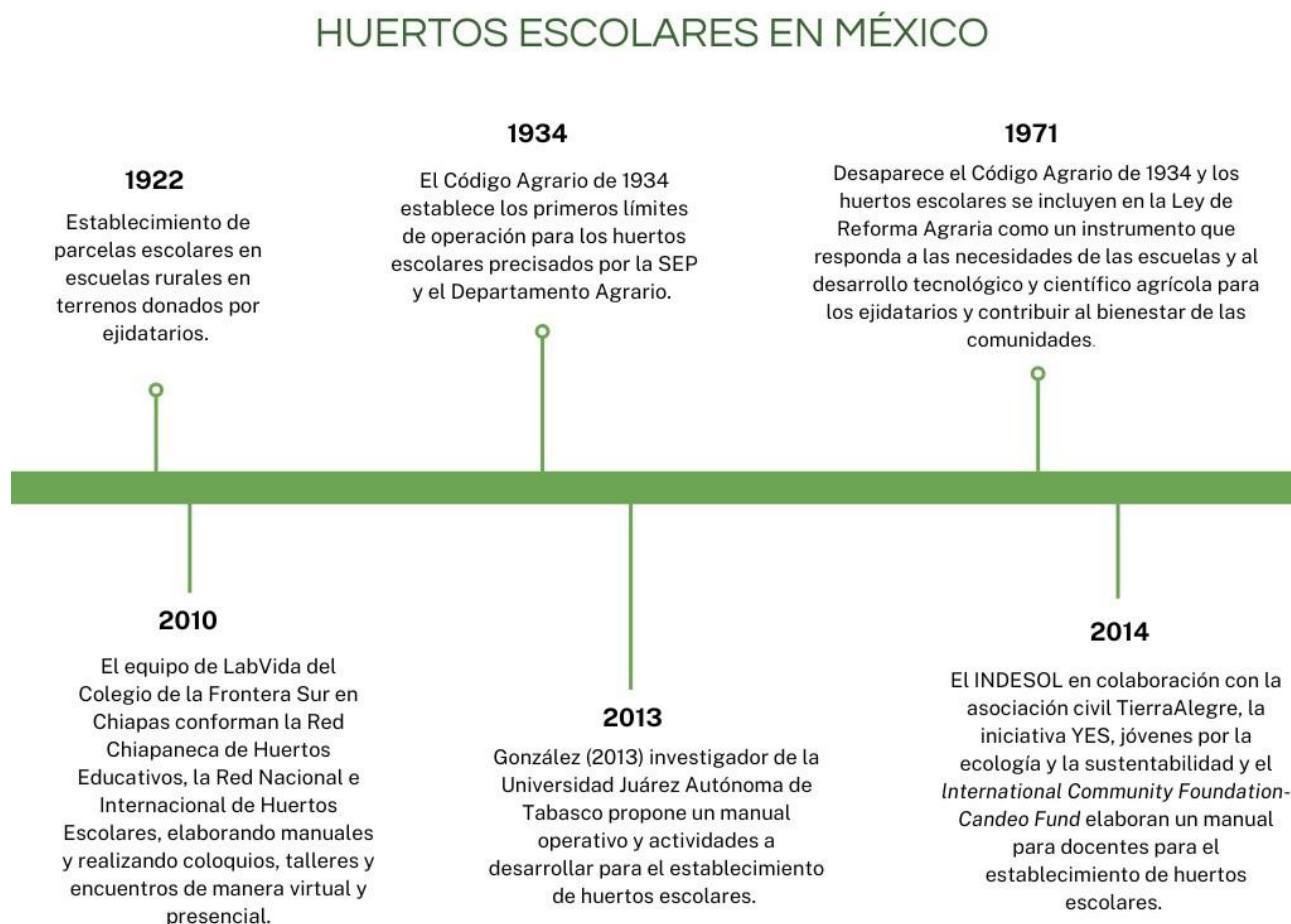 HUERTOS ESCOLARES EN MÉXICO
1922
Establecimiento de
parcelas escolares en
escuelas rurales en
terrenos donados por
ejidatarios.
1934
El Código Agrario de 1934
establece los primeros límites
de operación para los huertos
escolares precisados por la SEP
y el Departamento Agrario.
1971
Desaparece el Código Agrario de 1934 y los
huertos escolares se incluyen en la Ley de
Reforma Agraria como un instrumento que
responda a las necesidades de las escuelas y al
desarrollo tecnológico y científico agrícola para
los ejidatarios y contribuir al bienestar de las
comunidades.
2010
El equipo de LabVida del
Colegio de la Frontera Sur en
Chiapas conforman la Red
Chiapaneca de Huertos
Educativos, la Red Nacional e
Internacional de Huertos
Escolares, elaborando manuales
y realizando coloquios, talleres y
encuentros de manera virtual y
presencial.
2013
González (2013) investigador de la
Universidad Juárez Autónoma de
Tabasco propone un manual
operativo y actividades a
desarrollar para el establecimiento
de huertos escolares.
2014
El INDESOL en colaboración con la
asociación civil TierraAlegre, la
iniciativa YES, jóvenes por la
ecología y la sustentabilidad y el
International Community Foundation-
Candeo Fund elaboran un manual
para docentes para el
establecimiento de huertos
escolares.